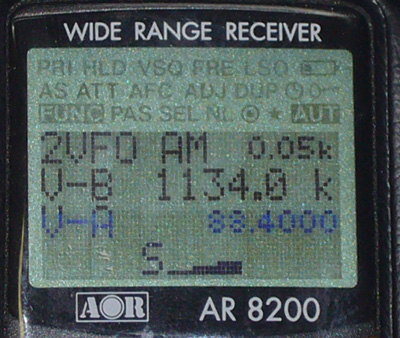 WIDE RANGE RECEIVER
PRI HLD VSQ FRE LSO
AS ATT AFC ADJ DUP
FUNC PAS SEL NL AUT
2VFO AM 0.05k
V-B 1134.0 k
V-A 88.4000
S
AOR AR 8200